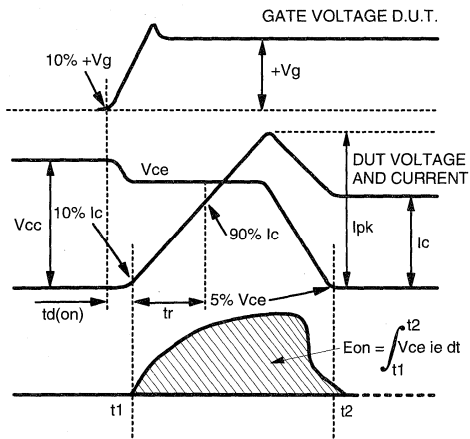 GATE VOLTAGE D.U.T.
10% +Vg
+Vg
Vce
DUT VOLTAGE
AND CURRENT
Vcc
10% Ic
90% Ic
Ipk
Ic
td(on)
tr
5% Vce
Eon = ∫ t1 t2 Vce ie dt
t1
t2